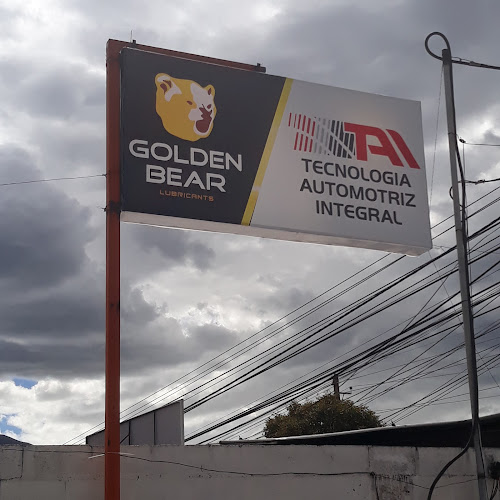 GOLDEN
BEAR
LUBRICANTS
TAI
TECNOLOGIA
AUTOMOTRIZ
INTEGRAL